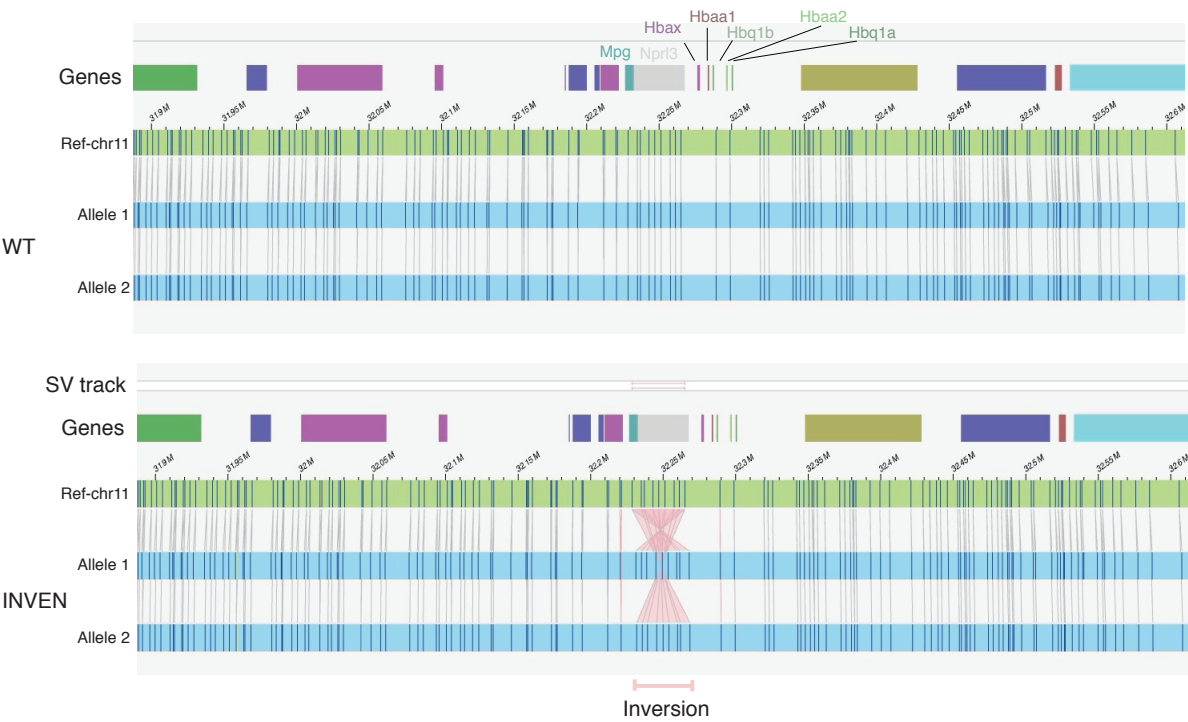 Hbaa1 Hbaa2
Hbax Hbq1b Hbq1a
Mpg Nprl3
Genes
31.9 M 31.95 M 32 M 32.05 M 32.1 M 32.15 M 32.2 M 32.25 M 32.3 M 32.35 M 32.4 M 32.45 M 32.5 M 32.55 M 32.6 M
Ref-chr11
Allele 1
WT
Allele 2
SV track
Genes
31.9 M 31.95 M 32 M 32.05 M 32.1 M 32.15 M 32.2 M 32.25 M 32.3 M 32.35 M 32.4 M 32.45 M 32.5 M 32.55 M 32.6 M
Ref-chr11
Allele 1
INVEN
Allele 2
Inversion